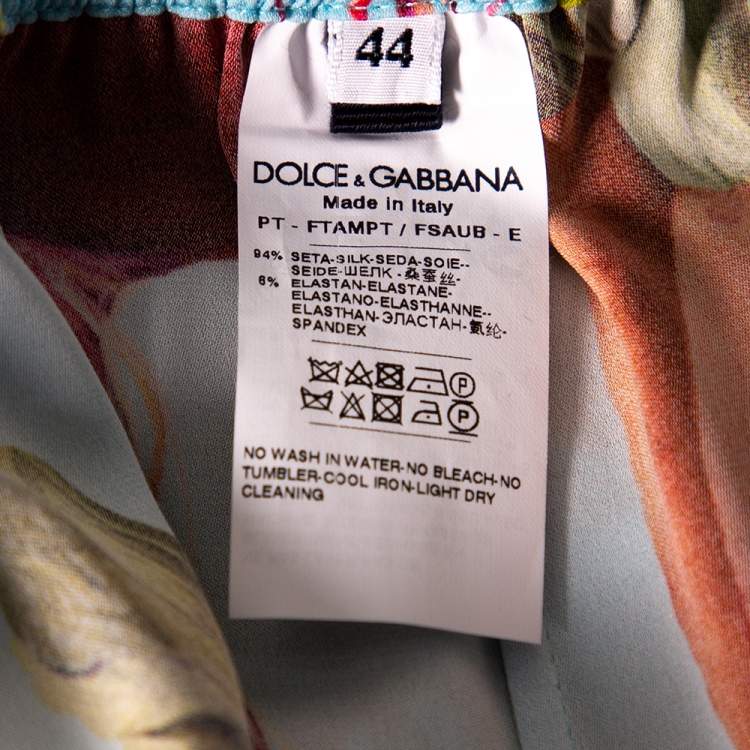 44
DOLCE & GABBANA
Made in Italy
PT - FTAMPT / FSAUB - E
94% SETA-SILK-SEDA-SOIE--
SEIDE-ШЕЛК -桑蚕丝-
6% ELASTAN-ELASTANE-
ELASTANO-ELASTHANNE--
ELASTHAN-ЭЛАСТАН-氨纶-
SPANDEX
P
P
NO WASH IN WATER-NO BLEACH-NO
TUMBLER-COOL IRON-LIGHT DRY
CLEANING